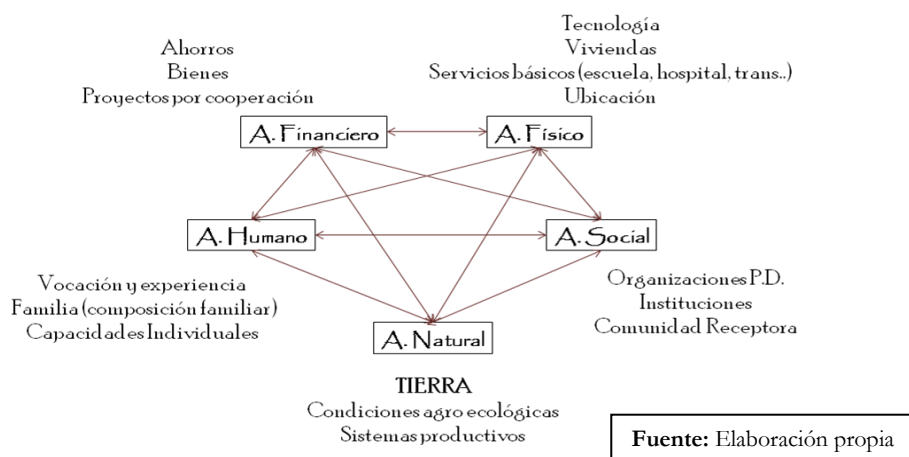 Ahorros
Bienes
Proyectos por cooperación
Tecnología
Viviendas
Servicios básicos (escuela, hospital, trans..)
Ubicación
A. Financiero
A. Físico
A. Humano
A. Social
Vocación y experiencia
Familia (composición familiar)
Capacidades Individuales
Organizaciones P.D.
Instituciones
Comunidad Receptora
A. Natural
TIERRA
Condiciones agro ecológicas
Sistemas productivos
Fuente: Elaboración propia